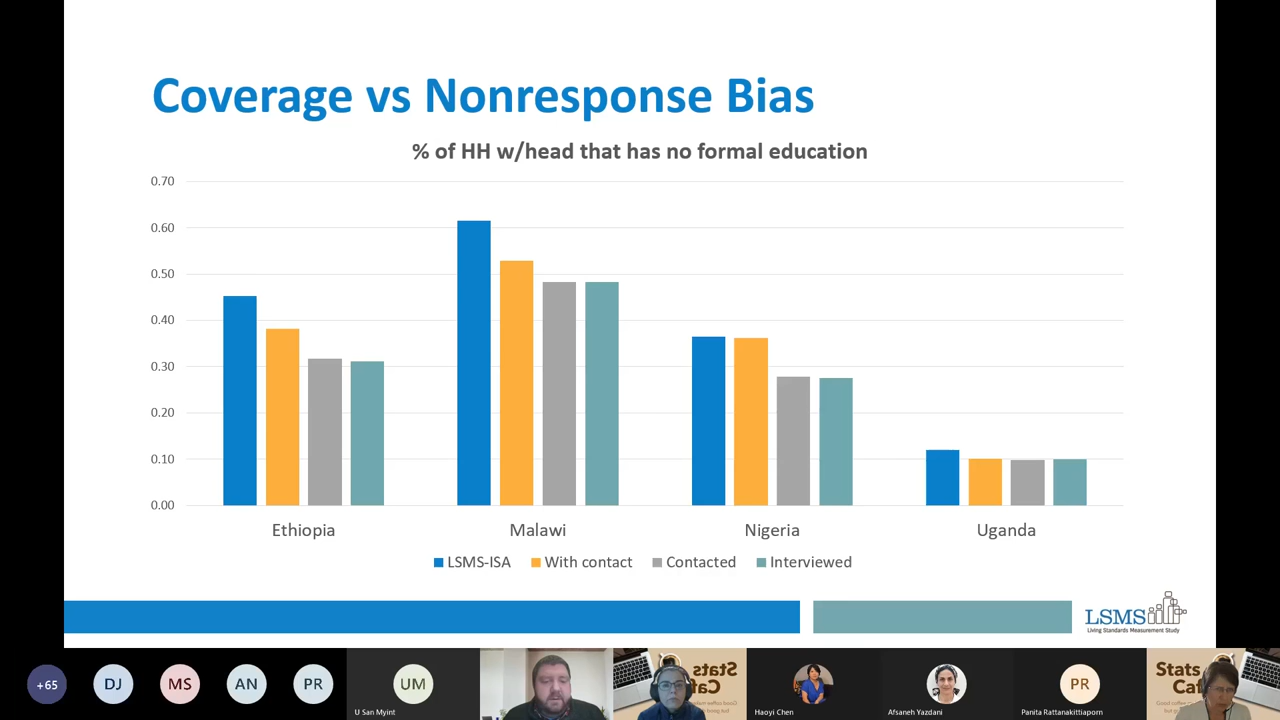 Coverage vs Nonresponse Bias
% of HH w/head that has no formal education
0.70
0.60
0.50
0.40
0.30
0.20
0.10
0.00
Ethiopia
Malawi
Nigeria
Uganda
LSMS-ISA
With contact
Contacted
Interviewed
LSMS
Living Standards Measurement Study
+65
DJ
MS
AN
PR
UM
U San Myint
Stats
Caf
Haoyi Chen
Afsaneh Yazdani
PR
Panita Rattanakittiaporn
Stats
Caf